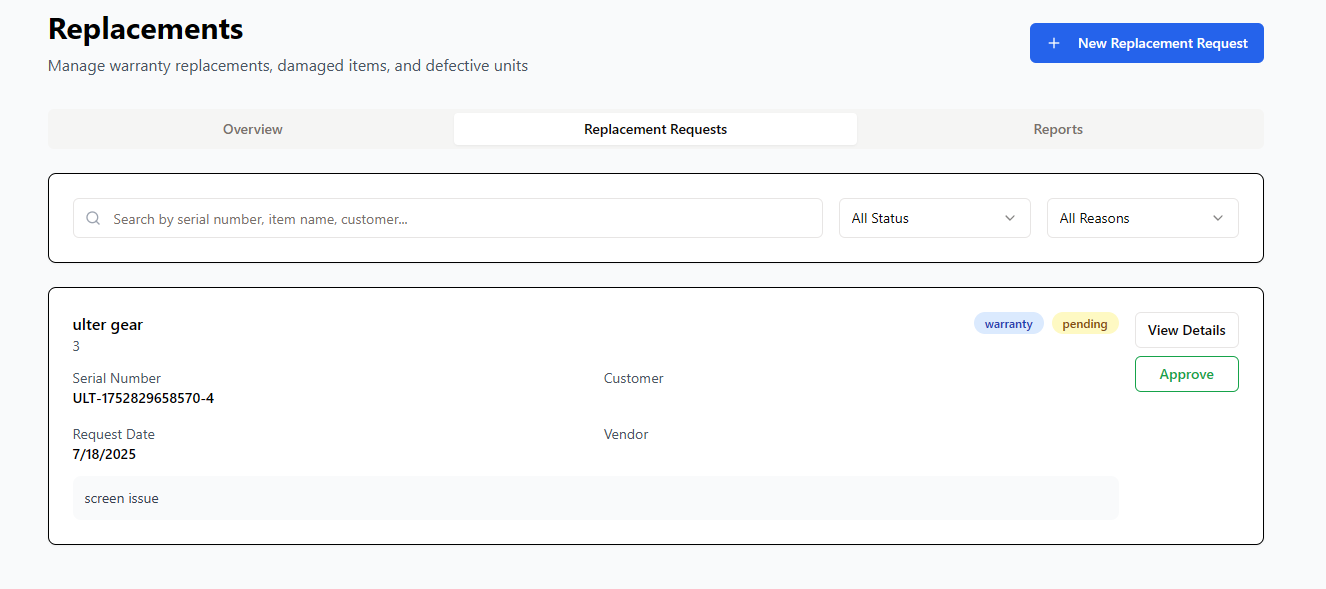 Replacements
Manage warranty replacements, damaged items, and defective units
+ New Replacement Request
Overview
Replacement Requests
Reports
Search by serial number, item name, customer...
All Status
All Reasons
ulter gear
warranty
pending
View Details
3
Approve
Serial Number
Customer
ULT-1752829658570-4
Request Date
Vendor
7/18/2025
screen issue